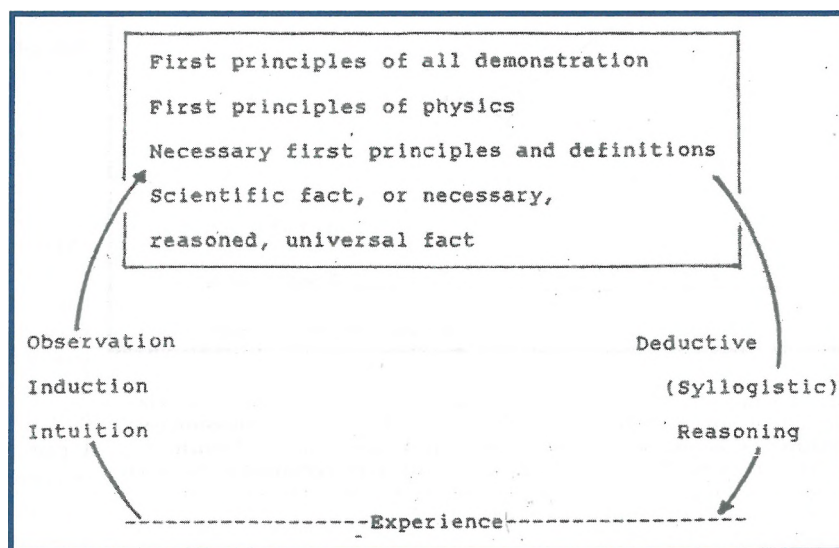 First principles of all demonstration
First principles of physics
Necessary first principles and definitions
Scientific fact, or necessary,
reasoned, universal fact
Observation
Induction
Intuition
Deductive
(Syllogistic)
Reasoning
Experience